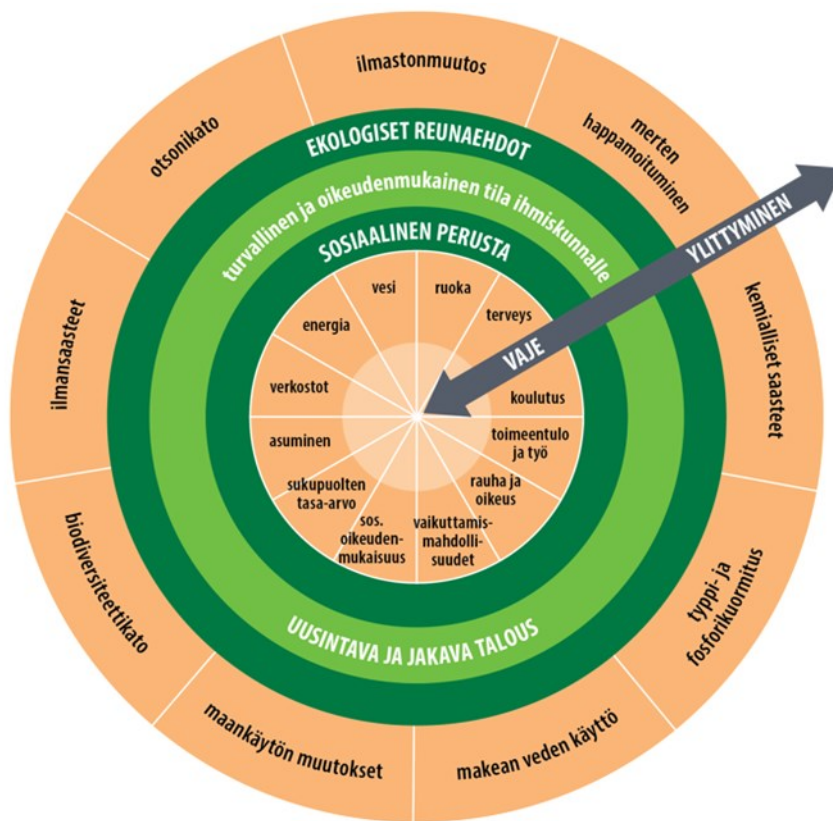 ilmastonmuutos
merten
happamoituminen
kemialliset saasteet
typpi- ja
fosforikuormitus
makean veden käyttö
maankäytön muutokset
biodiversiteettikato
ilmansaasteet
otsonikato
EKOLOGISET REUNAEHDOT
turvallinen ja oikeudenmukainen tila ihmiskunnalle
SOSIAALINEN PERUSTA
YLITTYMINEN
VAJE
ruoka
terveys
koulutus
toimeentulo
ja työ
rauha ja
oikeus
vaikuttamis-
mahdolli-
suudet
sos.
oikeuden-
mukaisuus
sukupuolten
tasa-arvo
asuminen
verkostot
energia
vesi
UUSINTAVA JA JAKAVA TALOUS